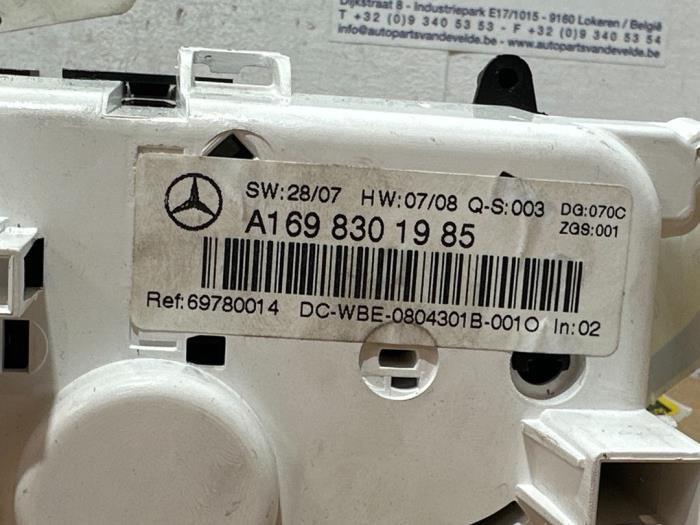 Dijkstraat 8 - Industriepark E17/1015 - 9160 Lokeren / België
T +32 (0)9 340 53 53 - F +32 (0)9 340 53 54
info@autopartsvandevelde.be - www.autopartsvandevelde.be
SW:28/07 HW:07/08 Q-S:003 DG:070C
ZGS:001
A169 830 19 85
Ref:69780014 DC-WBE-0804301B-001O In:02